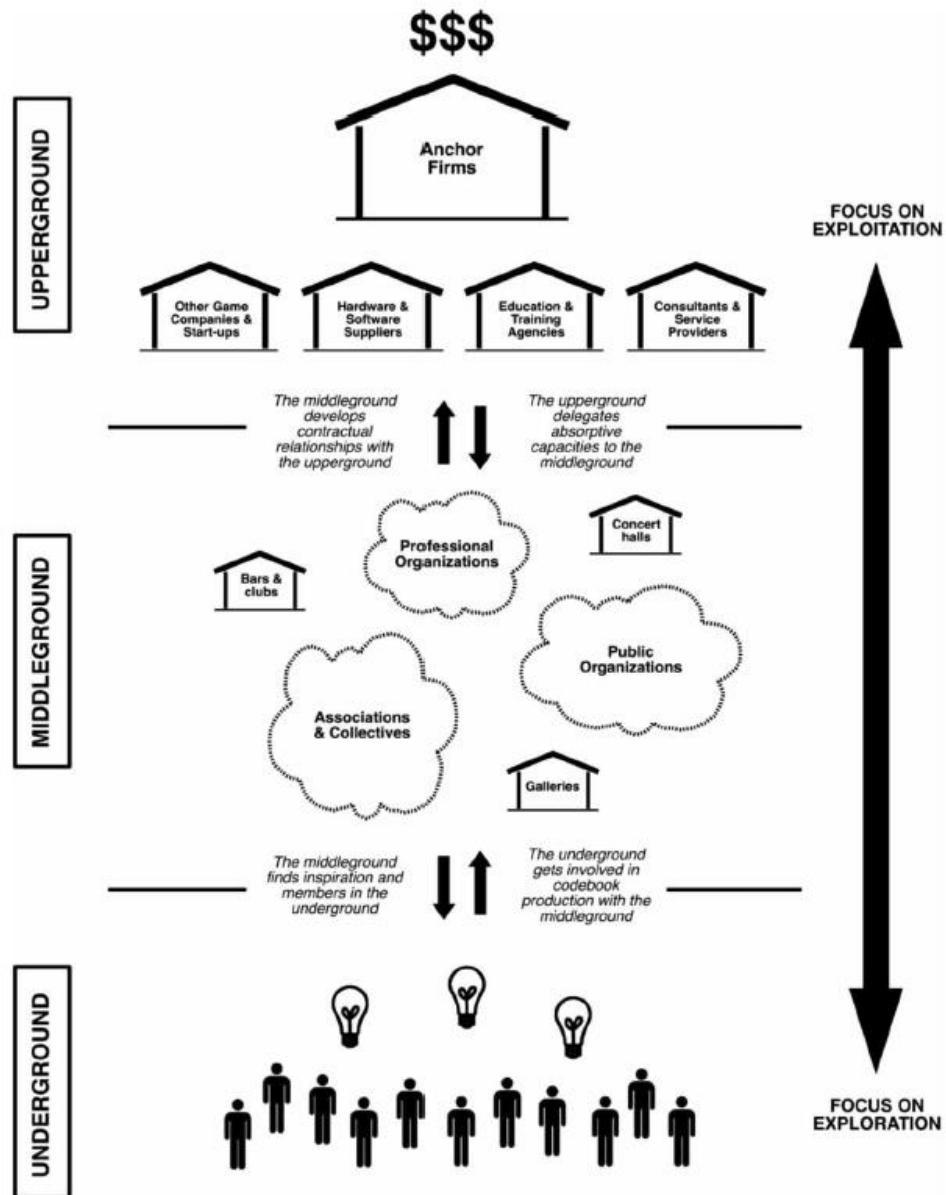 $$$
UPPERGROUND
Anchor
Firms
FOCUS ON
EXPLOITATION
Other Game
Companies &
Start-ups
Hardware &
Software
Suppliers
Education &
Training
Agencies
Consultants &
Service
Providers
The middleground
develops
contractual
relationships with
the upperground
The upperground
delegates
absorptive
capacities to the
middleground
MIDDLEGROUND
Professional
Organizations
Concert
halls
Bars &
clubs
Public
Organizations
Associations
& Collectives
Galleries
The middleground
finds inspiration and
members in the
underground
The underground
gets involved in
codebook
production with the
middleground
UNDERGROUND
FOCUS ON
EXPLORATION